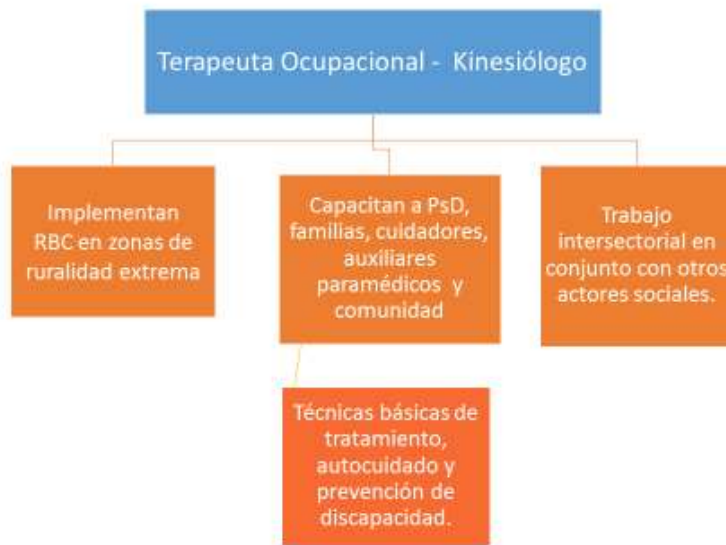 Terapeuta Ocupacional - Kinesiólogo
Implementan
RBC en zonas de
ruralidad extrema
Capacitan a PsD,
familias, cuidadores,
auxiliares
paramédicos y
comunidad
Trabajo
intersectorial en
conjunto con otros
actores sociales.
Técnicas básicas de
tratamiento,
autocuidado y
prevención de
discapacidad.